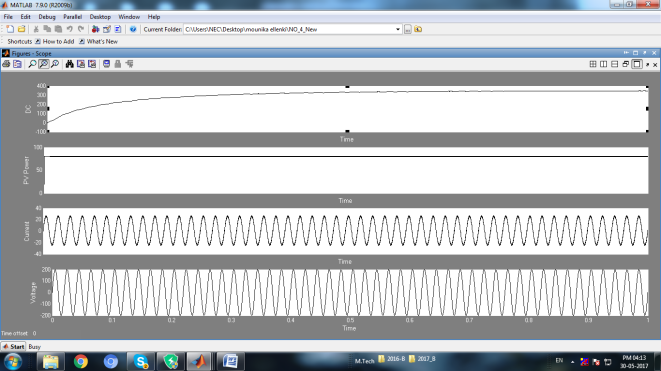 MATLAB 7.9.0 (R2009b)
File Edit Debug Parallel Desktop Window Help
Current Folder: C:\Users\NEC\Desktop\mounika ellenki\NO_4_New
Shortcuts How to Add What's New
Figures - Scope
400
300
200
100
0
-100
DC
Time
100
50
0
PV Power
Time
40
20
0
-20
-40
Current
Time
200
100
0
-100
-200
Voltage
0 0.1 0.2 0.3 0.4 0.5 0.6 0.7 0.8 0.9 1
Time
Time offset: 0
Start Busy
M.Tech 2016-B 2017_B
EN
PM 04:13
30-05-2017